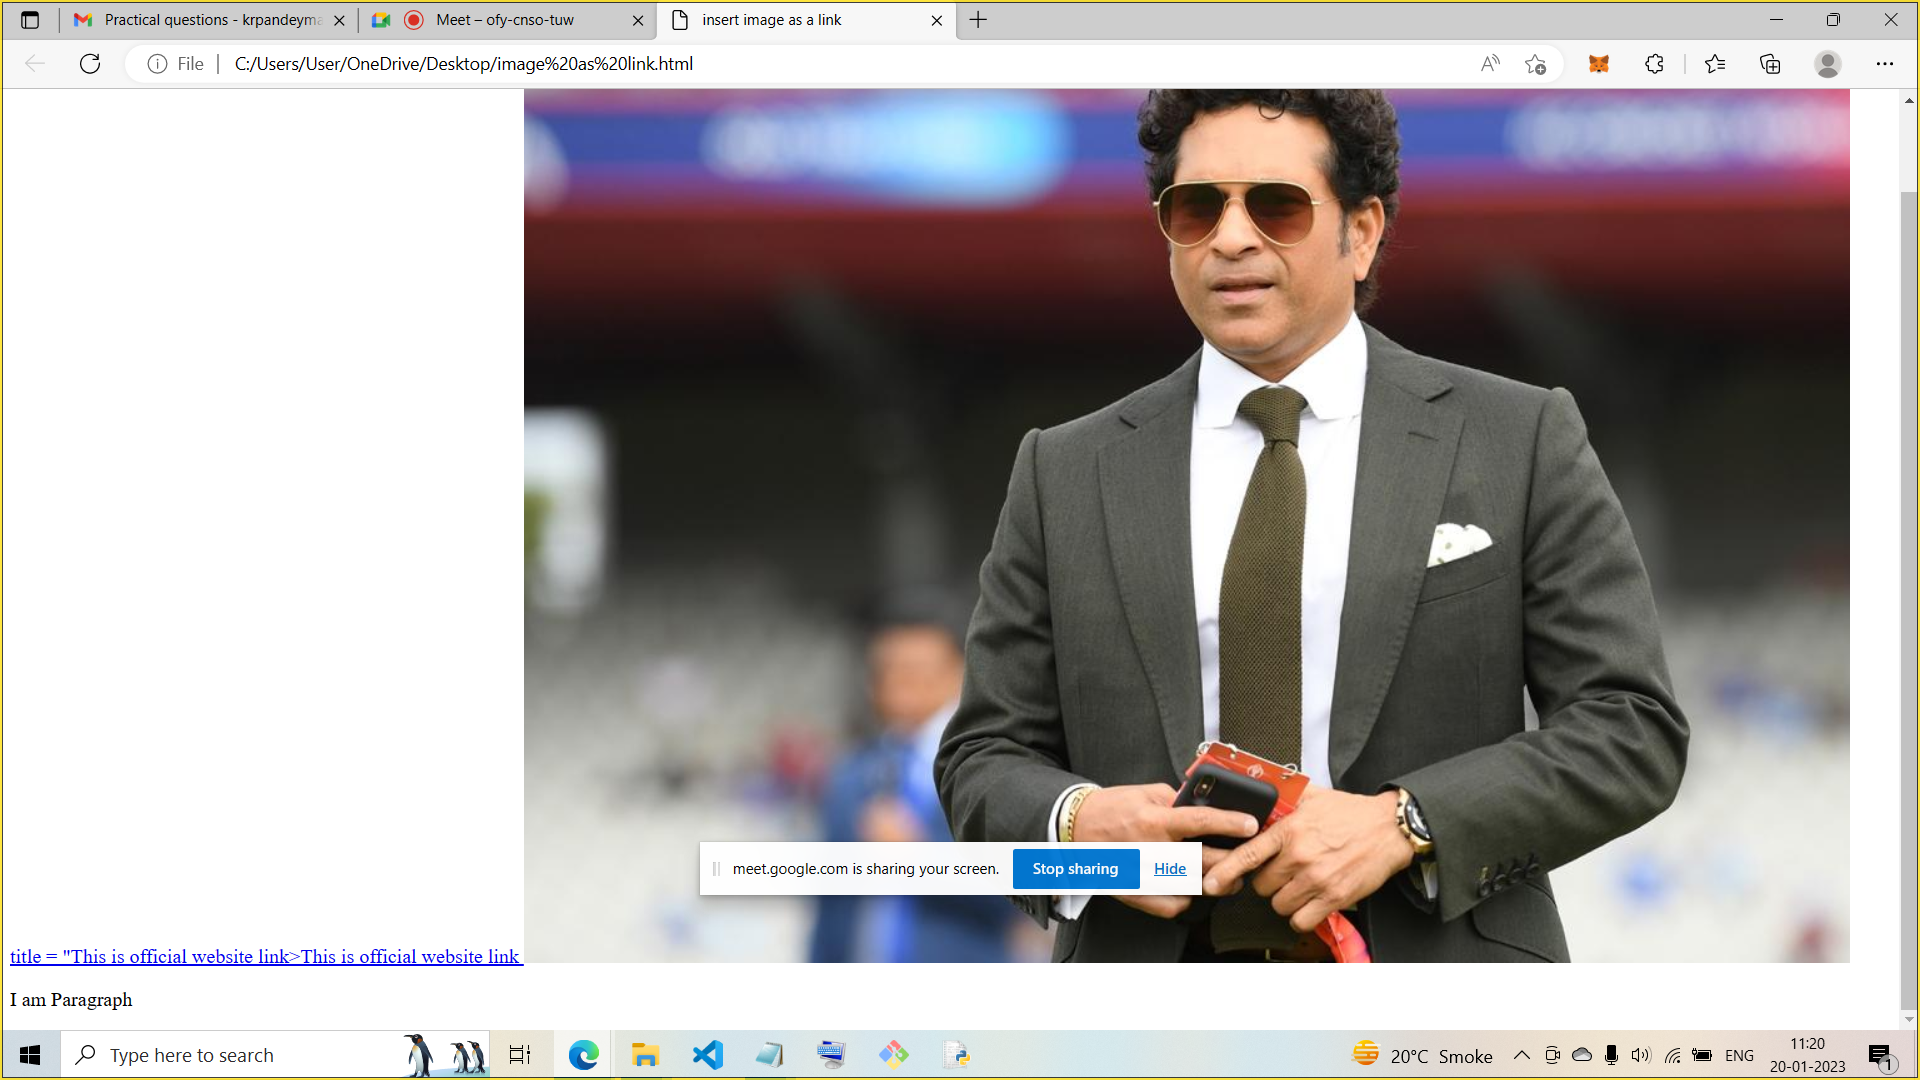 Practical questions - krpandeyma
Meet – ofy-cnso-tuw
insert image as a link
File
C:/Users/User/OneDrive/Desktop/image%20as%20link.html
meet.google.com is sharing your screen.
Stop sharing
Hide
title = "This is official website link>This is official website link
I am Paragraph
Type here to search
20°C Smoke
ENG
11:20
20-01-2023
1